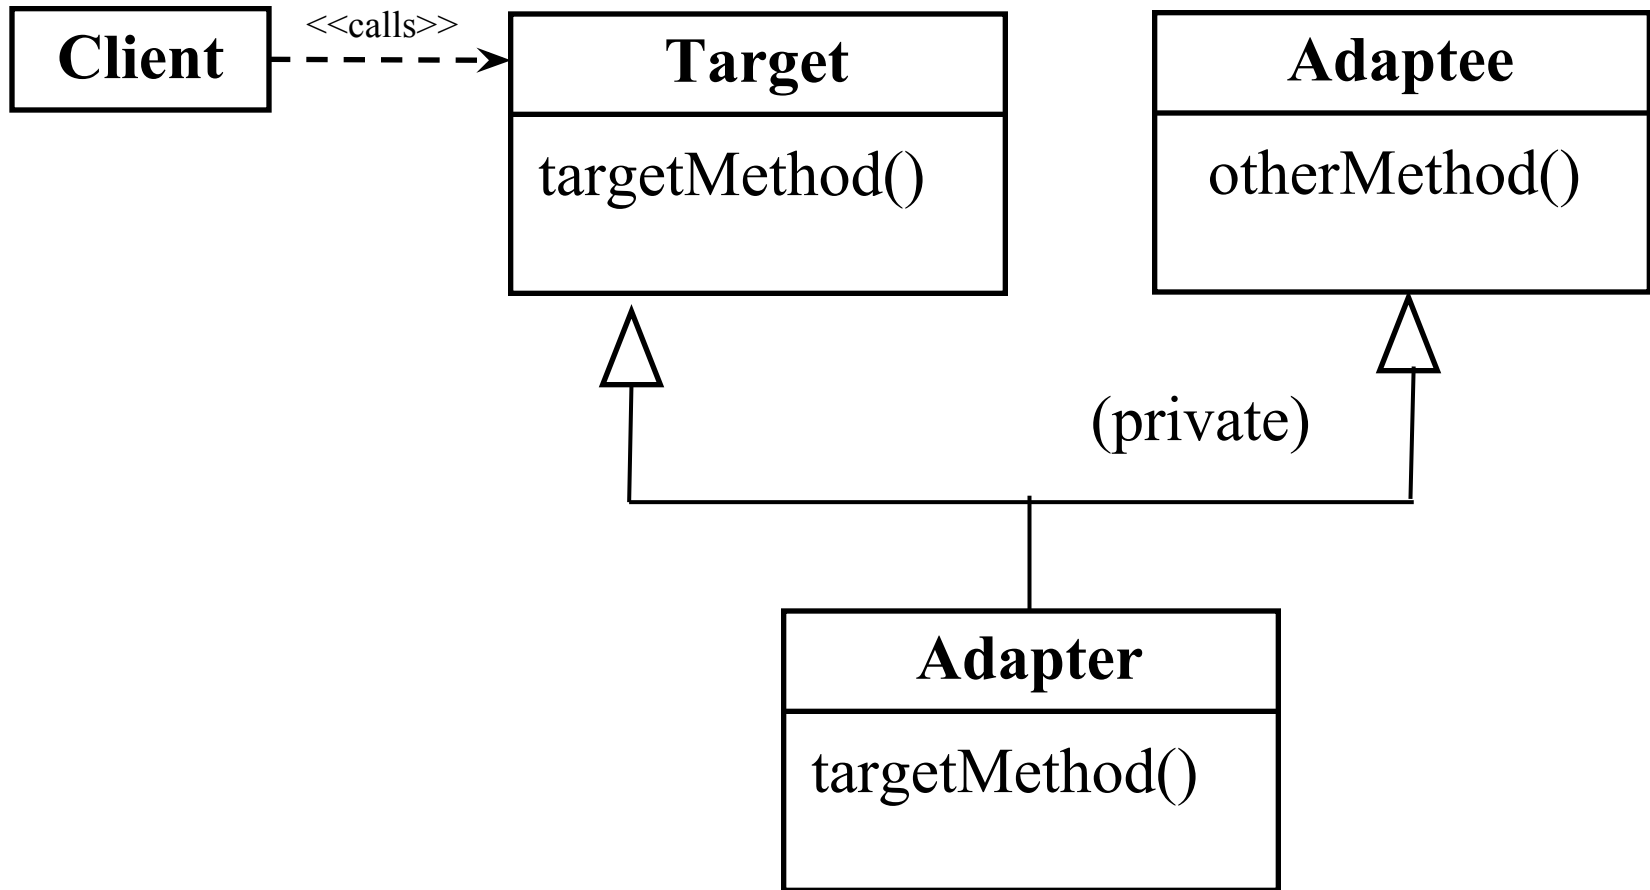 Client
<<calls>>
Target
targetMethod()
Adaptee
otherMethod()
(private)
Adapter
targetMethod()